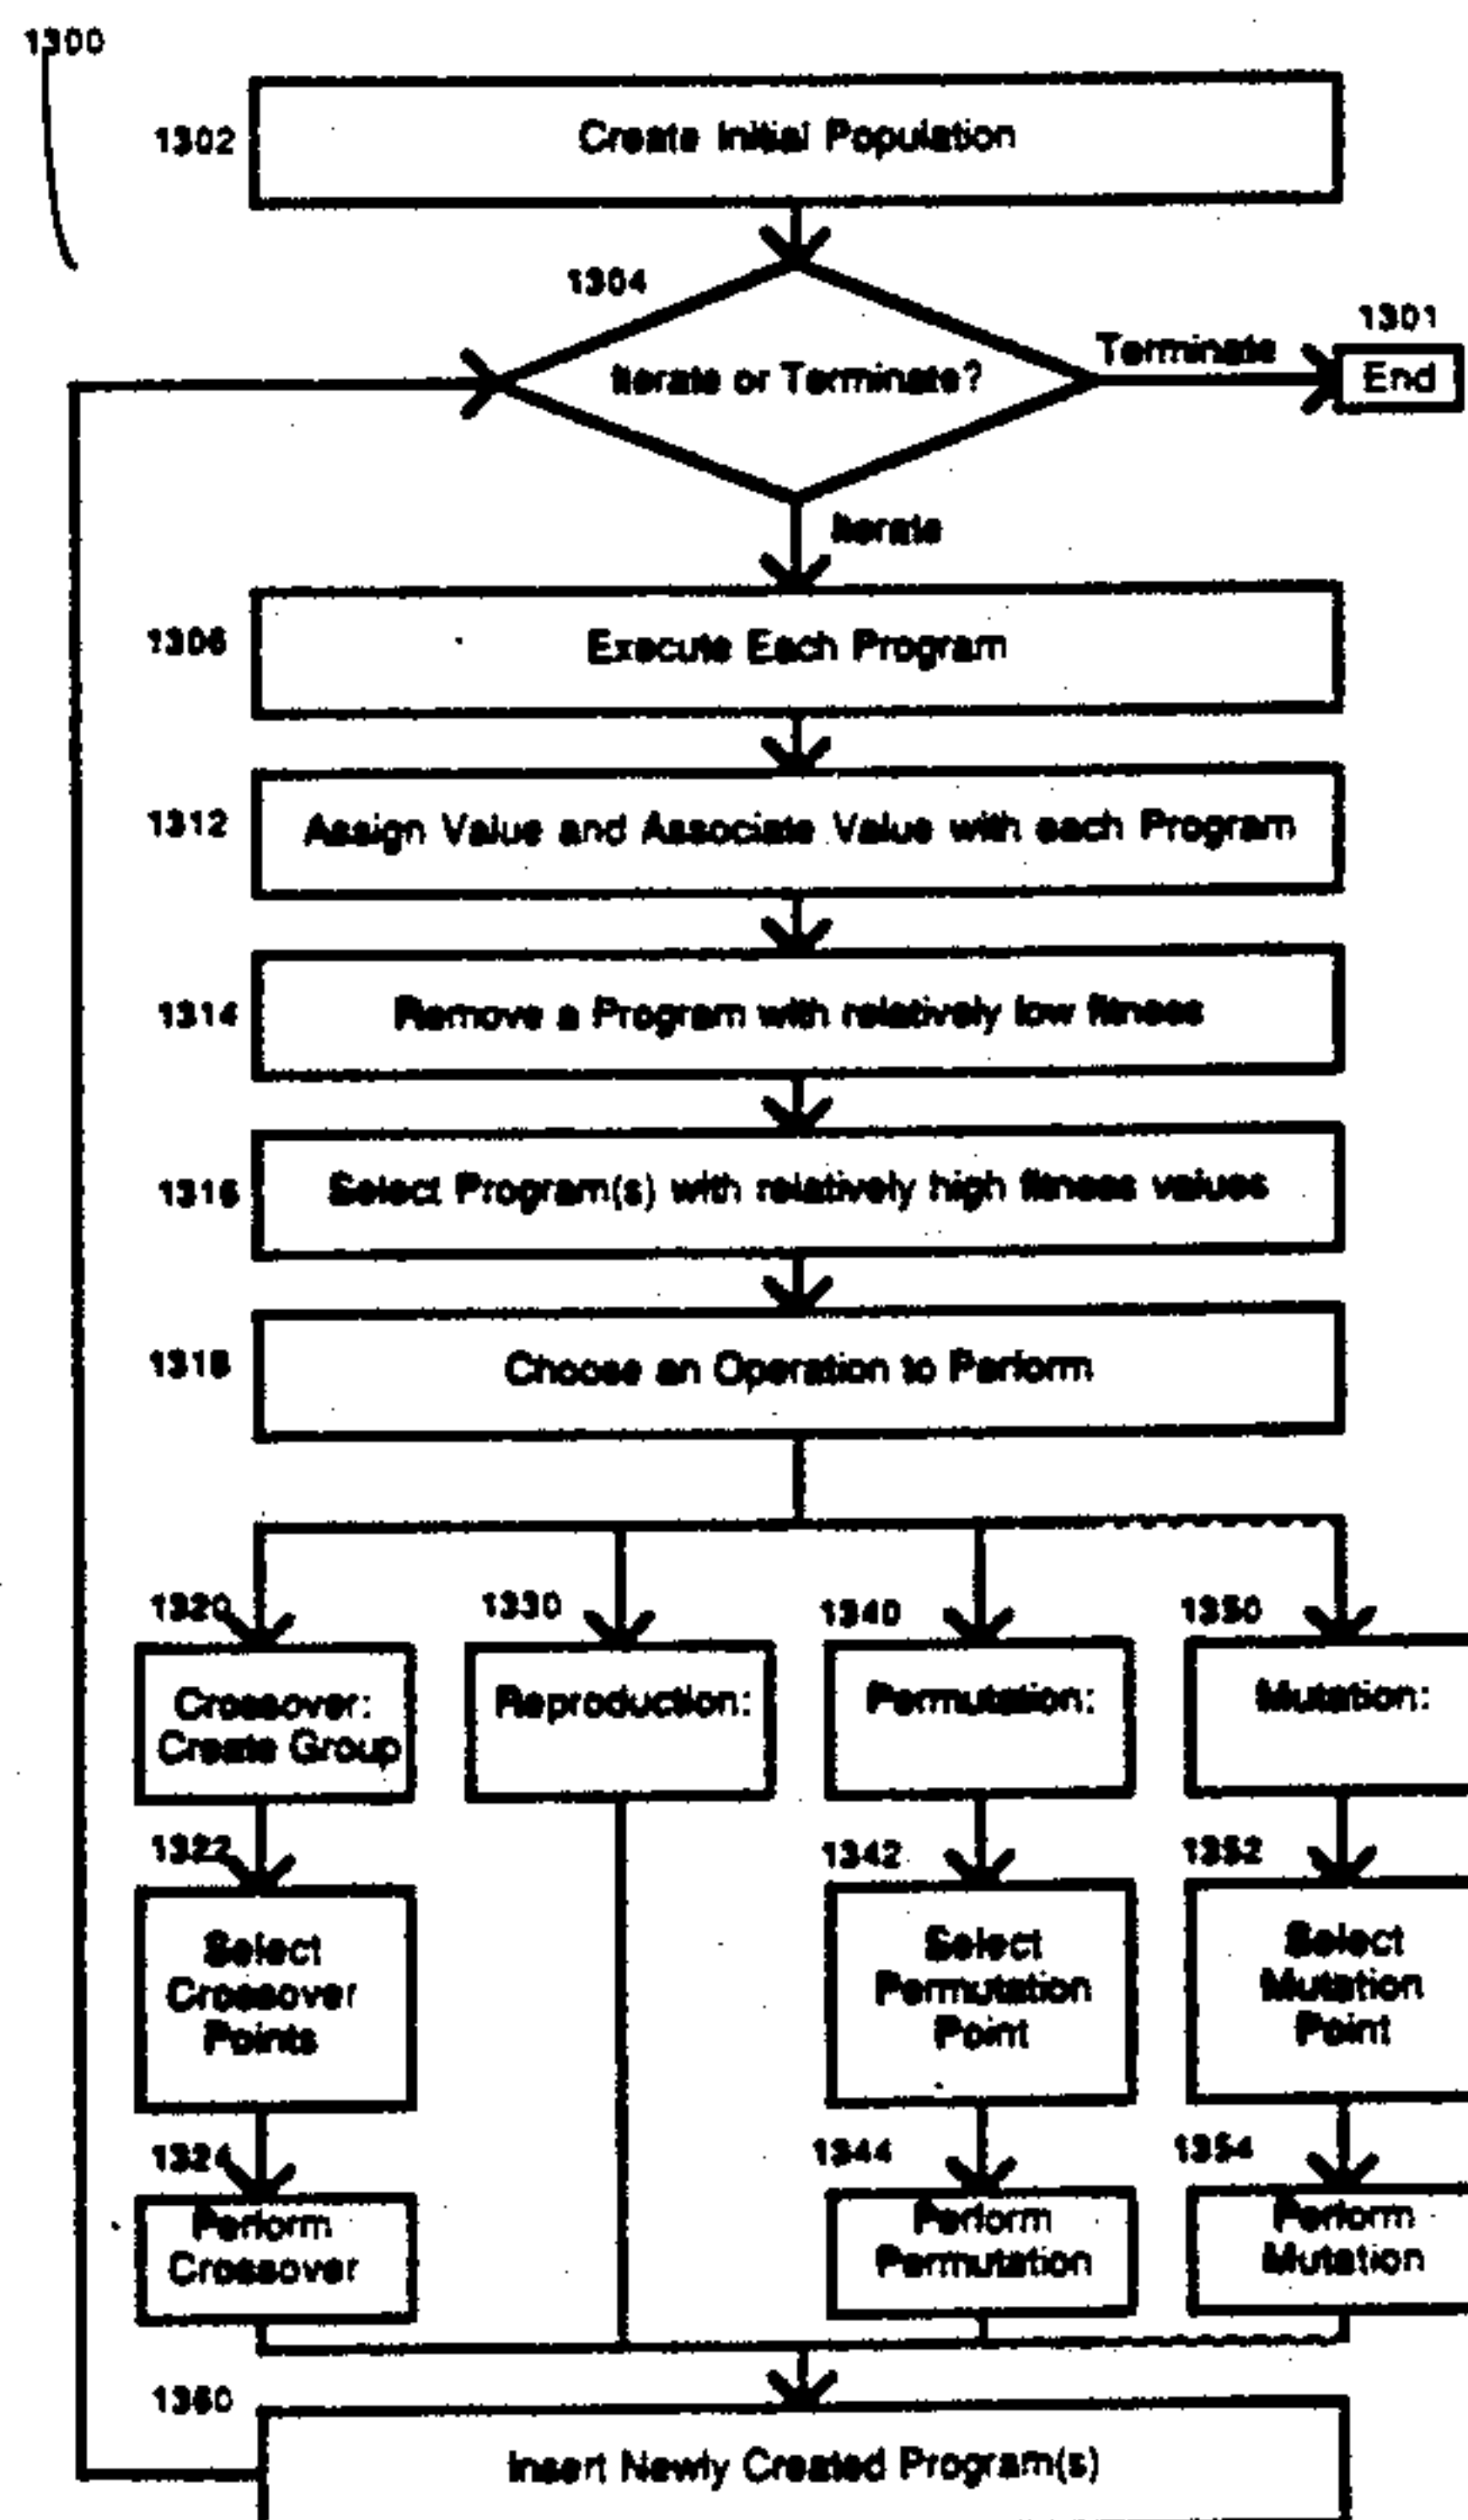 1300
1302
Create Initial Population
1304
1301
Terminate
Iterate or Terminate?
End
Iterate
1306
Execute Each Program
1312
Assign Value and Associate Value with each Program
1314
Remove a Program with relatively low fitness
1316
Select Program(s) with relatively high fitness values
1318
Choose an Operation to Perform
1320
1330
1340
1350
Crossover:
Create Group
Reproduction:
Permutation:
Mutation:
1322
1342
1352
Select
Crossover
Points
Select
Permutation
Point
Select
Mutation
Point
1324
1344
1354
Perform
Crossover
Perform
Permutation
Perform
Mutation
1360
Insert Newly Created Program(s)